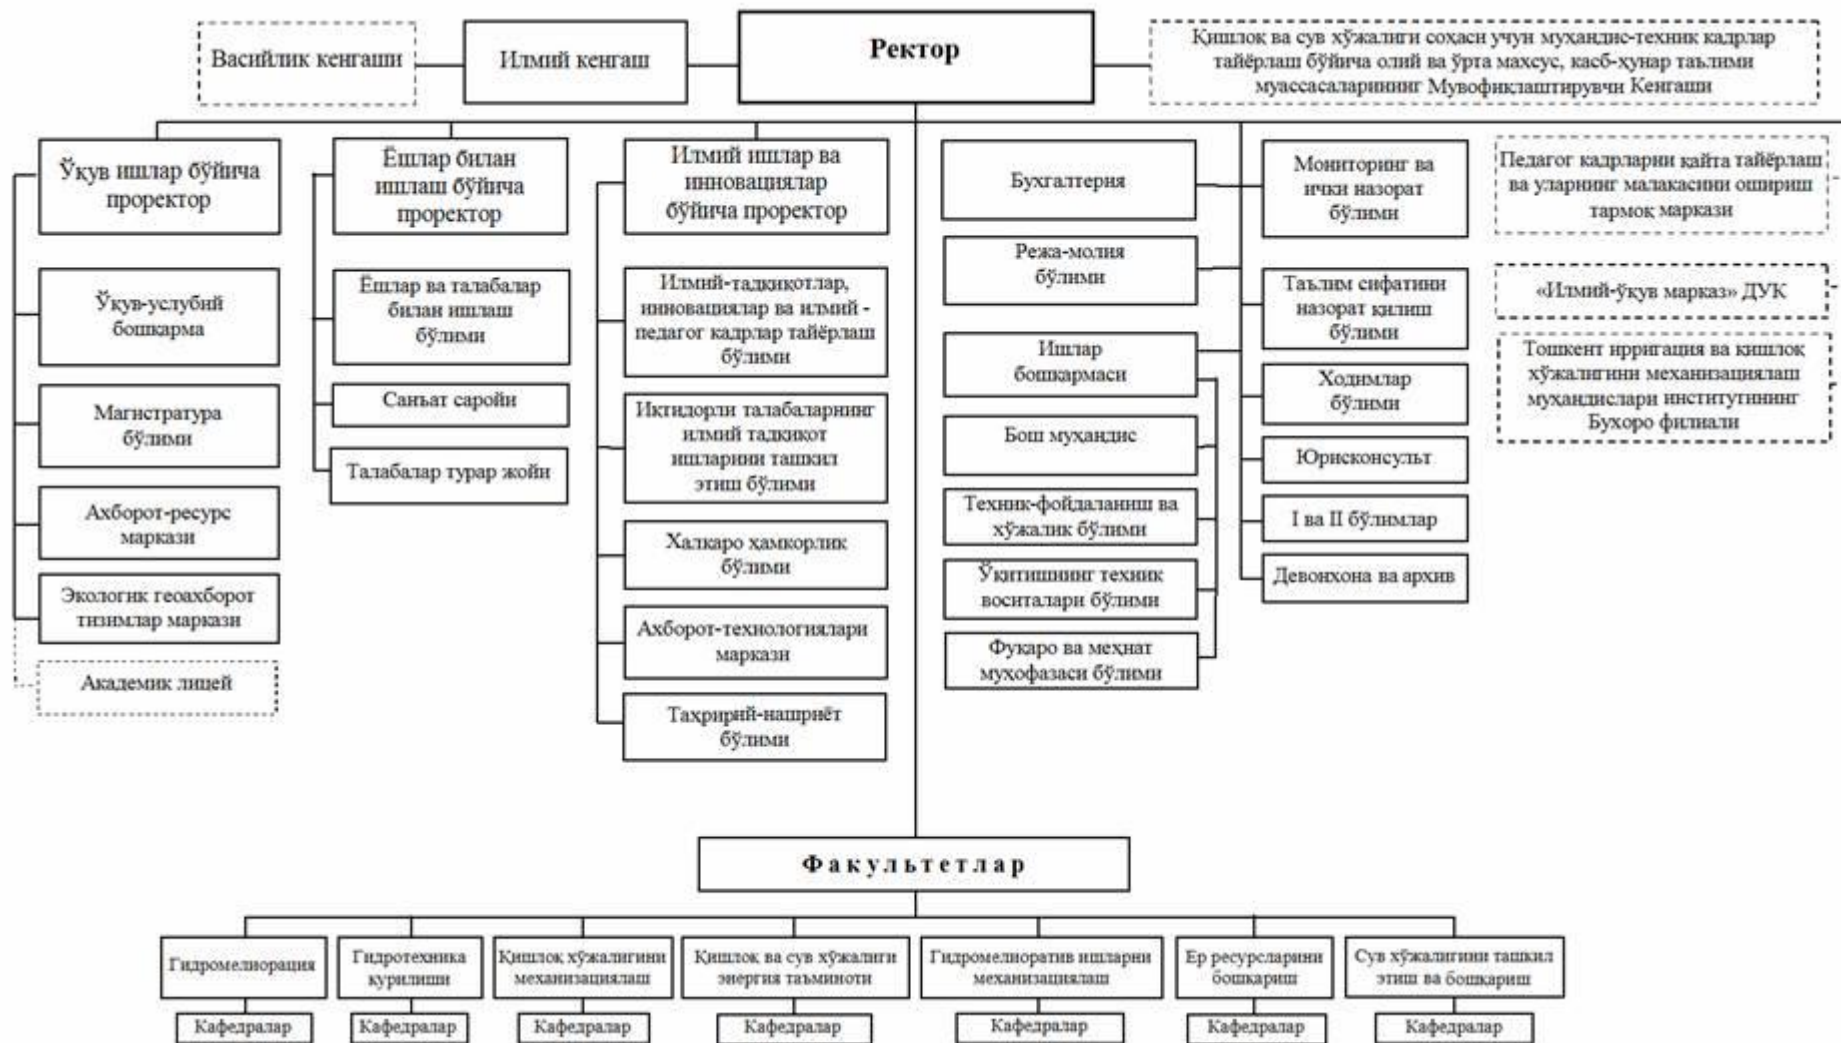 Васийлик кенгаши
Илмий кенгаш
Ректор
Қишлоқ ва сув хўжалиги соҳаси учун муҳандис-техник кадрлар
тайёрлаш бўйича олий ва ўрта махсус, касб-ҳунар таълими
муассасаларининг Мувофиқлаштирувчи Кенгаши
Ўқув ишлар бўйича
проректор
Ўқув-услубий
бошқарма
Магистратура
бўлими
Ахборот-ресурс
маркази
Экологик геоахборот
тизимлар маркази
Академик лицей
Ёшлар билан
ишлаш бўйича
проректор
Ёшлар ва талабалар
билан ишлаш
бўлими
Санъат саройи
Талабалар турар жойи
Илмий ишлар ва
инновациялар
бўйича проректор
Илмий-тадқиқотлар,
инновациялар ва илмий -
педагог кадрлар тайёрлаш
бўлими
Иқтидорли талабаларнинг
илмий тадқиқот
ишларини ташкил
этиш бўлими
Халқаро ҳамкорлик
бўлими
Ахборот-технологиялари
маркази
Таҳририй-нашриёт
бўлими
Бухгалтерия
Режа-молия
бўлими
Ишлар
бошқармаси
Бош муҳандис
Техник-фойдаланиш ва
хўжалик бўлими
Ўқитишнинг техник
воситалари бўлими
Фуқаро ва меҳнат
муҳофазаси бўлими
Мониторинг ва
ички назорат
бўлими
Таълим сифатини
назорат қилиш
бўлими
Ходимлар
бўлими
Юрисконсульт
I ва II бўлимлар
Девонхона ва архив
Педагог кадрларни қайта тайёрлаш
ва уларнинг малакасини ошириш
тармоқ маркази
«Илмий-ўқув марказ» ДУК
Тошкент ирригация ва қишлоқ
хўжалигини механизациялаш
муҳандислари институтининг
Бухоро филиали
Факультетлар
Гидромелиорация
Кафедралар
Гидротехника
қурилиши
Кафедралар
Қишлоқ хўжалигини
механизациялаш
Кафедралар
Қишлоқ ва сув хўжалиги
энергия таъминоти
Кафедралар
Гидромелиоратив ишларни
механизациялаш
Кафедралар
Ер ресурсларини
бошқариш
Кафедралар
Сув хўжалигини ташкил
этиш ва бошқариш
Кафедралар